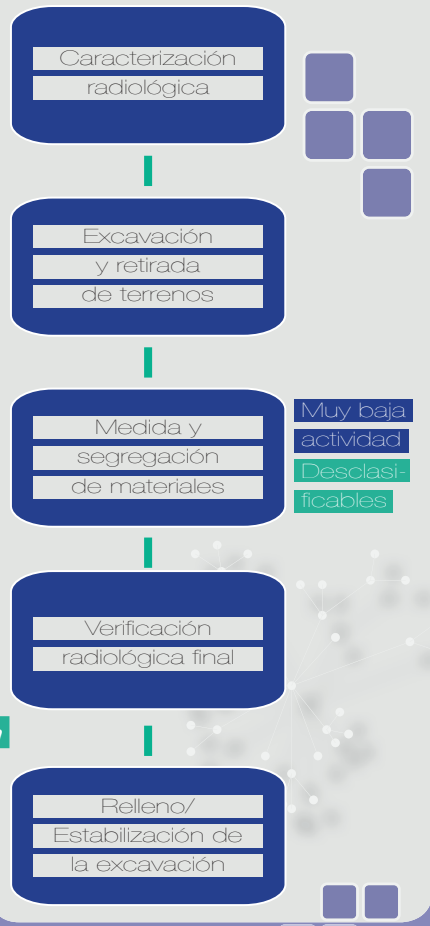 Caracterización
radiológica
Excavación
y retirada
de terrenos
Medida y
segregación
de materiales
Muy baja
actividad
Desclasi-
ficables
Verificación
radiológica final
Relleno/
Estabilización de
la excavación